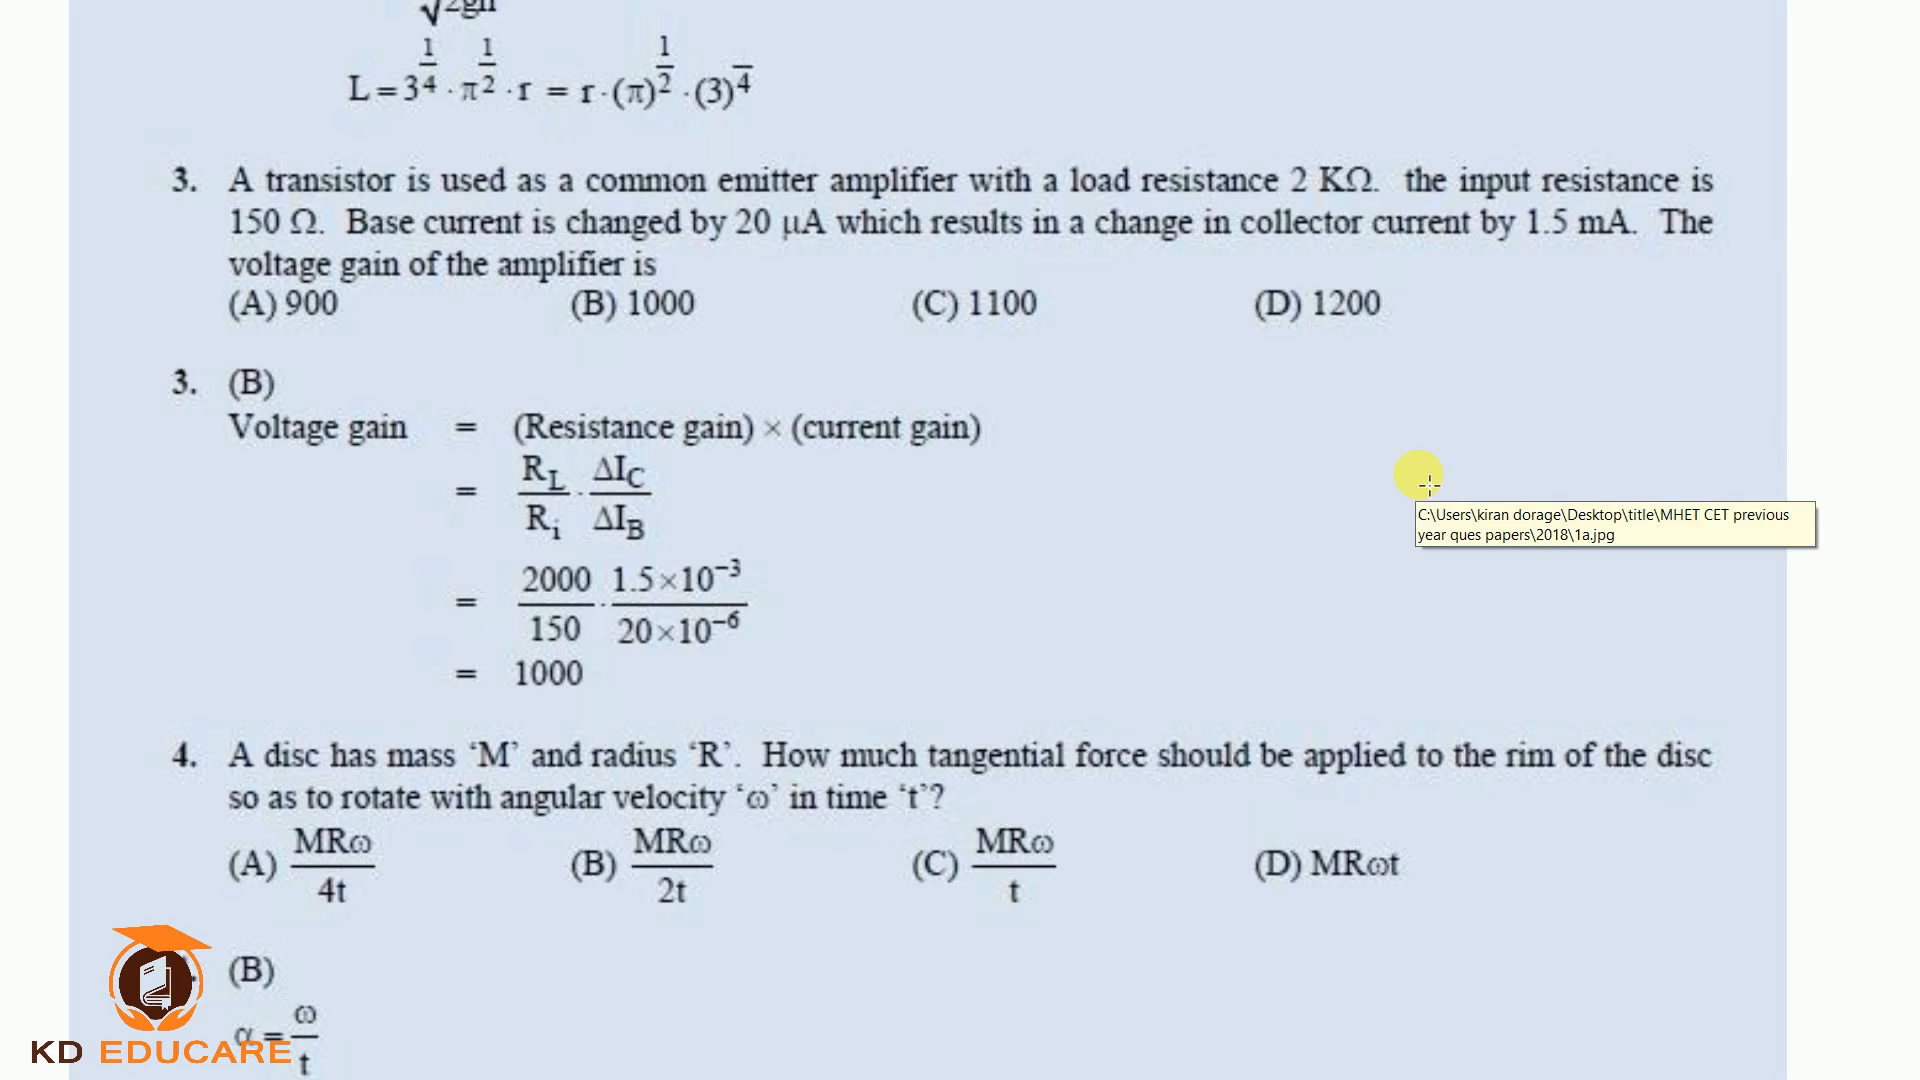 √2gh
L = 3^{1/4} · π^{1/2} · r = r · (π)^{1/2} · (3)^{‾4}
3. A transistor is used as a common emitter amplifier with a load resistance 2 KΩ. the input resistance is
150 Ω. Base current is changed by 20 μA which results in a change in collector current by 1.5 mA. The
voltage gain of the amplifier is
(A) 900 (B) 1000 (C) 1100 (D) 1200
3. (B)
Voltage gain = (Resistance gain) × (current gain)
= R_L/R_i · ΔI_C/ΔI_B
= 2000/150 · 1.5×10^{−3}/20×10^{−6}
= 1000
C:\Users\kiran dorage\Desktop\title\MHET CET previous
year ques papers\2018\1a.jpg
4. A disc has mass ‘M’ and radius ‘R’. How much tangential force should be applied to the rim of the disc
so as to rotate with angular velocity ‘ω’ in time ‘t’?
(A) MRω/4t (B) MRω/2t (C) MRω/t (D) MRωt
(B)
α = ω/t
KD EDUCARE